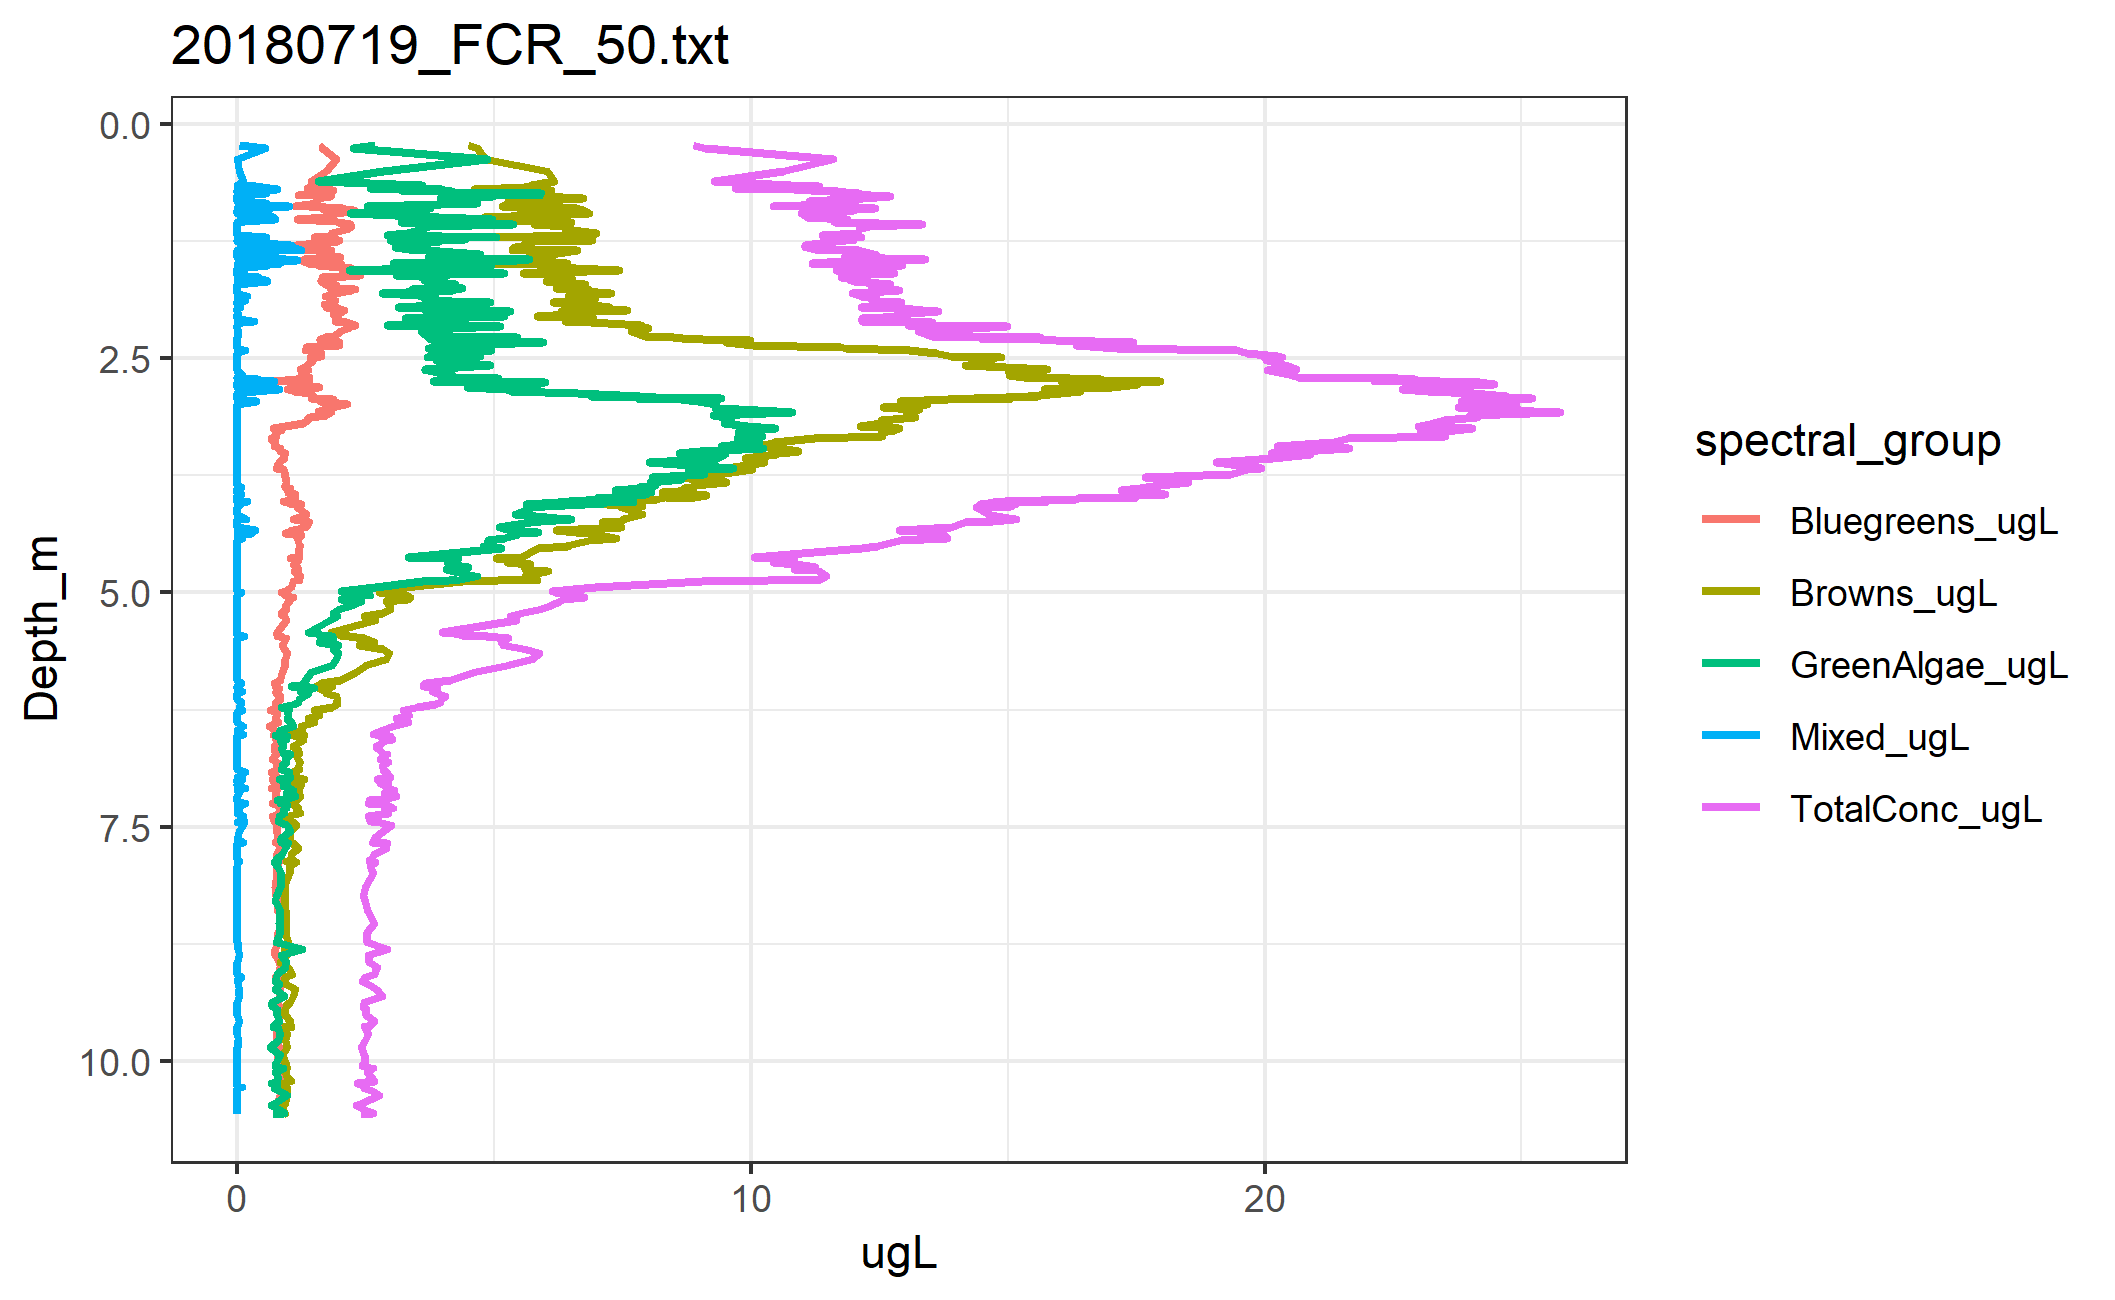 20180719_FCR_50.txt
0.0
2.5
5.0
7.5
10.0
Depth_m
0 10 20
ugL
spectral_group
Bluegreens_ugL
Browns_ugL
GreenAlgae_ugL
Mixed_ugL
TotalConc_ugL